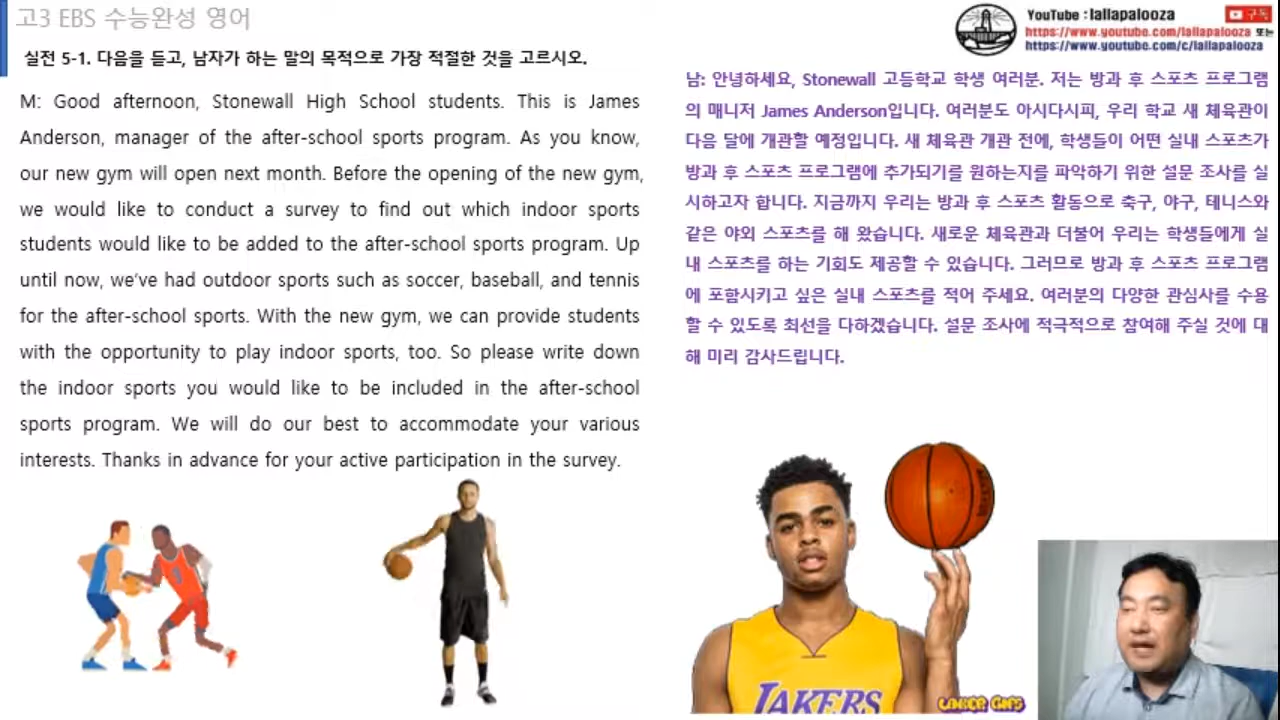 고3 EBS 수능완성 영어
YouTube : lallapalooza
구독
https://www.youtube.com/lallapalooza 또는
https://www.youtube.com/c/lallapalooza
실전 5-1. 다음을 듣고, 남자가 하는 말의 목적으로 가장 적절한 것을 고르시오.
M: Good afternoon, Stonewall High School students. This is James
Anderson, manager of the after-school sports program. As you know,
our new gym will open next month. Before the opening of the new gym,
we would like to conduct a survey to find out which indoor sports
students would like to be added to the after-school sports program. Up
until now, we've had outdoor sports such as soccer, baseball, and tennis
for the after-school sports. With the new gym, we can provide students
with the opportunity to play indoor sports, too. So please write down
the indoor sports you would like to be included in the after-school
sports program. We will do our best to accommodate your various
interests. Thanks in advance for your active participation in the survey.
남: 안녕하세요, Stonewall 고등학교 학생 여러분. 저는 방과 후 스포츠 프로그램
의 매니저 James Anderson입니다. 여러분도 아시다시피, 우리 학교 새 체육관이
다음 달에 개관할 예정입니다. 새 체육관 개관 전에, 학생들이 어떤 실내 스포츠가
방과 후 스포츠 프로그램에 추가되기를 원하는지를 파악하기 위한 설문 조사를 실
시하고자 합니다. 지금까지 우리는 방과 후 스포츠 활동으로 축구, 야구, 테니스와
같은 야외 스포츠를 해 왔습니다. 새로운 체육관과 더불어 우리는 학생들에게 실
내 스포츠를 하는 기회도 제공할 수 있습니다. 그러므로 방과 후 스포츠 프로그램
에 포함시키고 싶은 실내 스포츠를 적어 주세요. 여러분의 다양한 관심사를 수용
할 수 있도록 최선을 다하겠습니다. 설문 조사에 적극적으로 참여해 주실 것에 대
해 미리 감사드립니다.
LAKERS